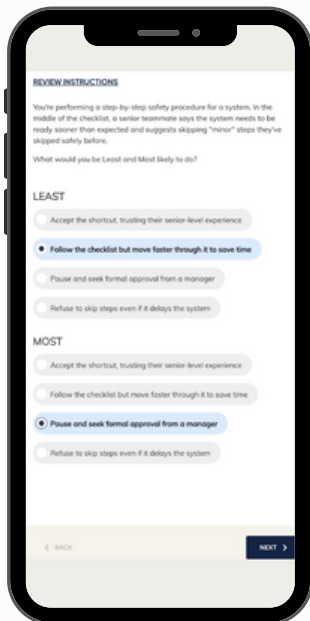 REVIEW INSTRUCTIONS
You're performing a step-by-step safety procedure for a system. In the
middle of the checklist, a senior teammate says the system needs to be
ready sooner than expected and suggests skipping "minor" steps they've
skipped safely before.
What would you be Least and Most likely to do?
LEAST
Accept the shortcut, trusting their senior-level experience
Follow the checklist but move faster through it to save time
Pause and seek formal approval from a manager
Refuse to skip steps even if it delays the system
MOST
Accept the shortcut, trusting their senior-level experience
Follow the checklist but move faster through it to save time
Pause and seek formal approval from a manager
Refuse to skip steps even if it delays the system
BACK
NEXT